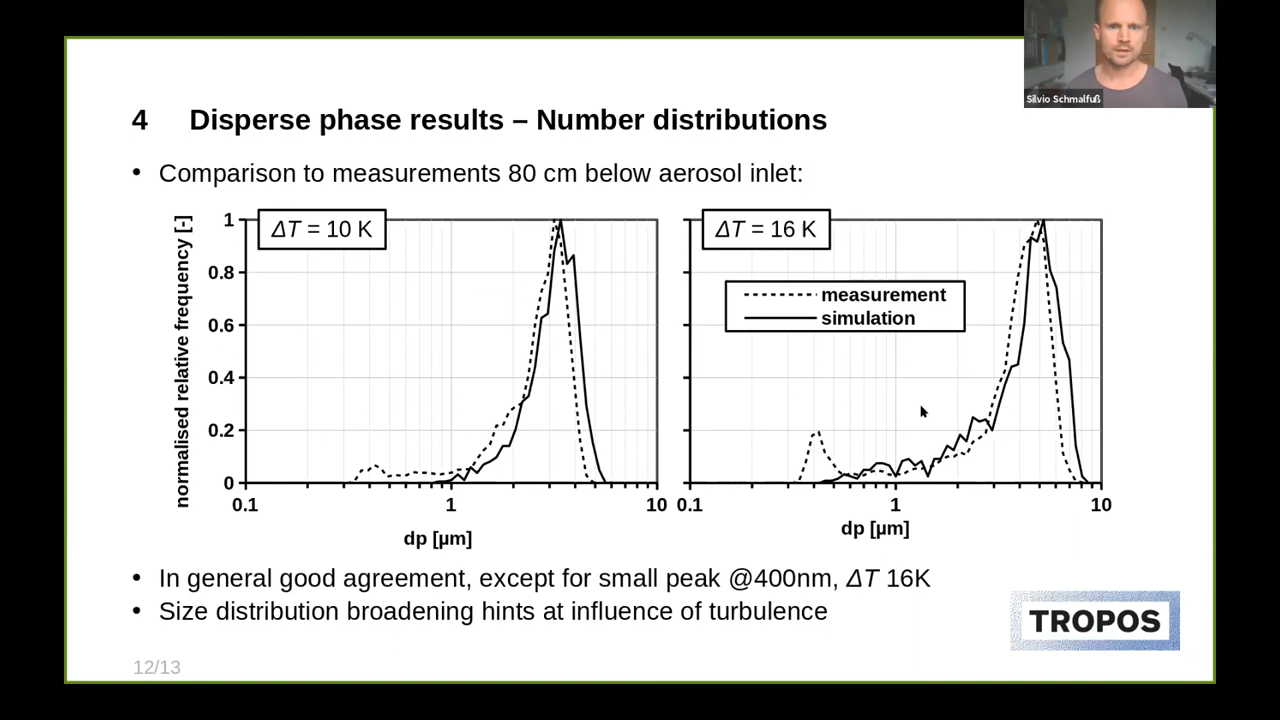 Silvio Schmalfuß
4 Disperse phase results – Number distributions
• Comparison to measurements 80 cm below aerosol inlet:
normalised relative frequency [-]
ΔT = 10 K
1
0.8
0.6
0.4
0.2
0
0.1 1 10
dp [µm]
ΔT = 16 K
measurement
simulation
0.1 1 10
dp [µm]
• In general good agreement, except for small peak @400nm, ΔT 16K
• Size distribution broadening hints at influence of turbulence
TROPOS
12/13